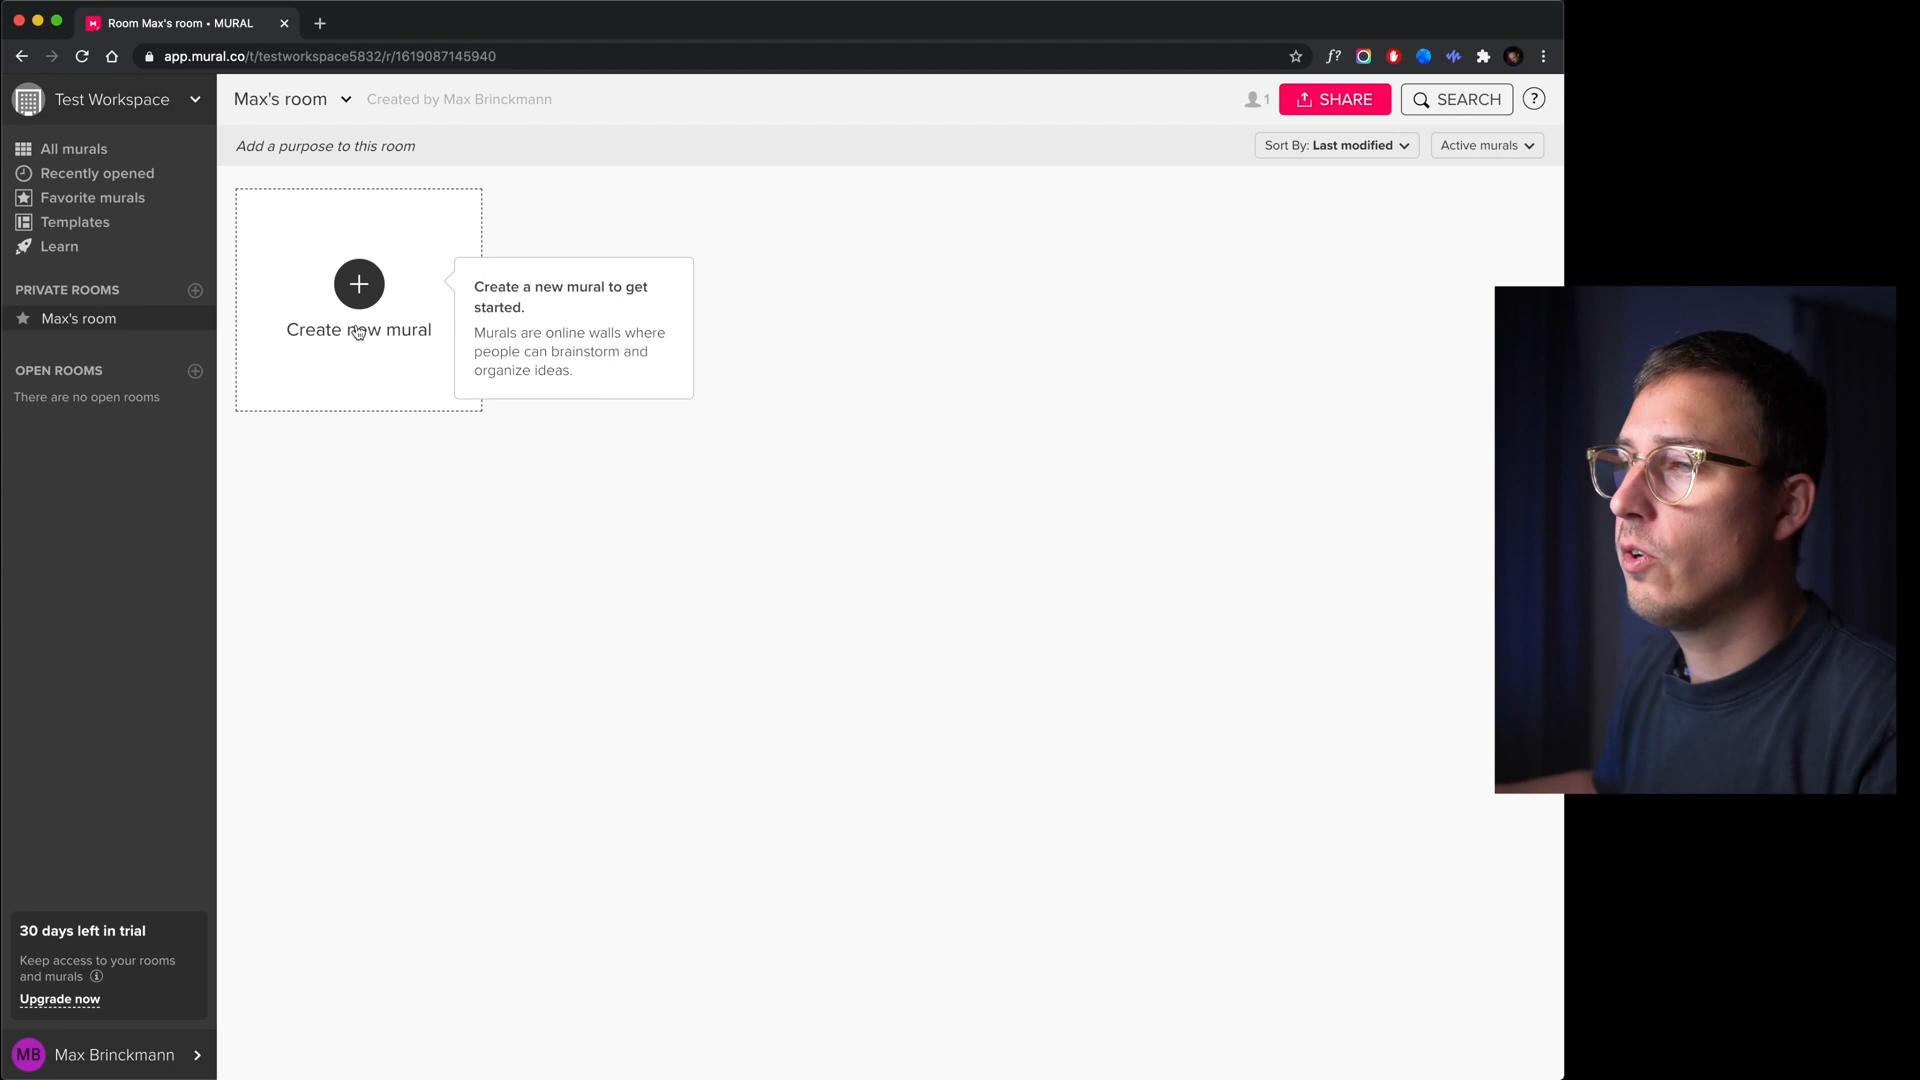 Room Max's room • MURAL
app.mural.co/t/testworkspace5832/r/1619087145940
f?
Test Workspace
Max's room
Created by Max Brinckmann
1
SHARE
SEARCH
?
Add a purpose to this room
Sort By: Last modified
Active murals
All murals
Recently opened
Favorite murals
Templates
Learn
PRIVATE ROOMS
Max's room
OPEN ROOMS
There are no open rooms
Create new mural
Create a new mural to get
started.
Murals are online walls where
people can brainstorm and
organize ideas.
30 days left in trial
Keep access to your rooms
and murals
Upgrade now
MB
Max Brinckmann